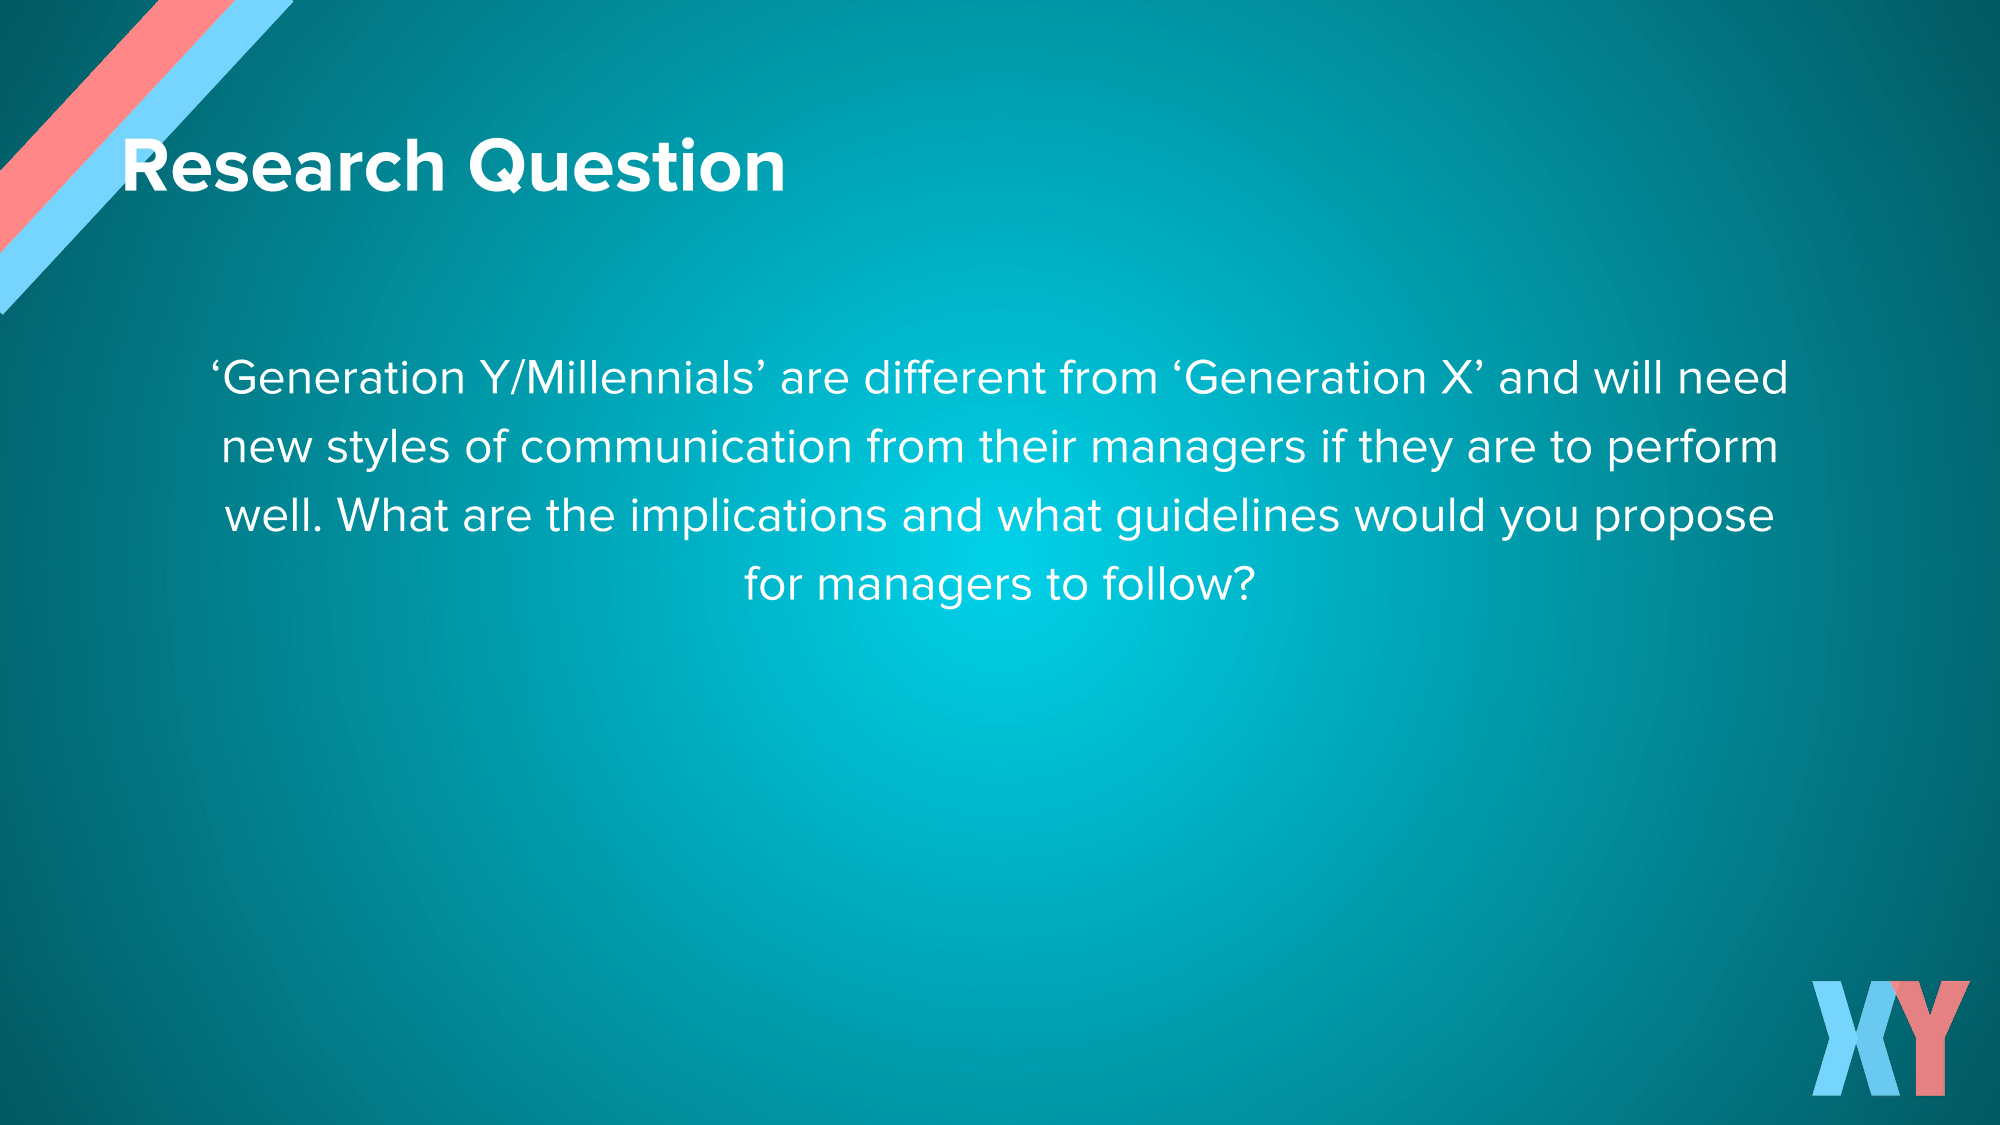 Research Question
‘Generation Y/Millennials’ are different from ‘Generation X’ and will need
new styles of communication from their managers if they are to perform
well. What are the implications and what guidelines would you propose
for managers to follow?
XY